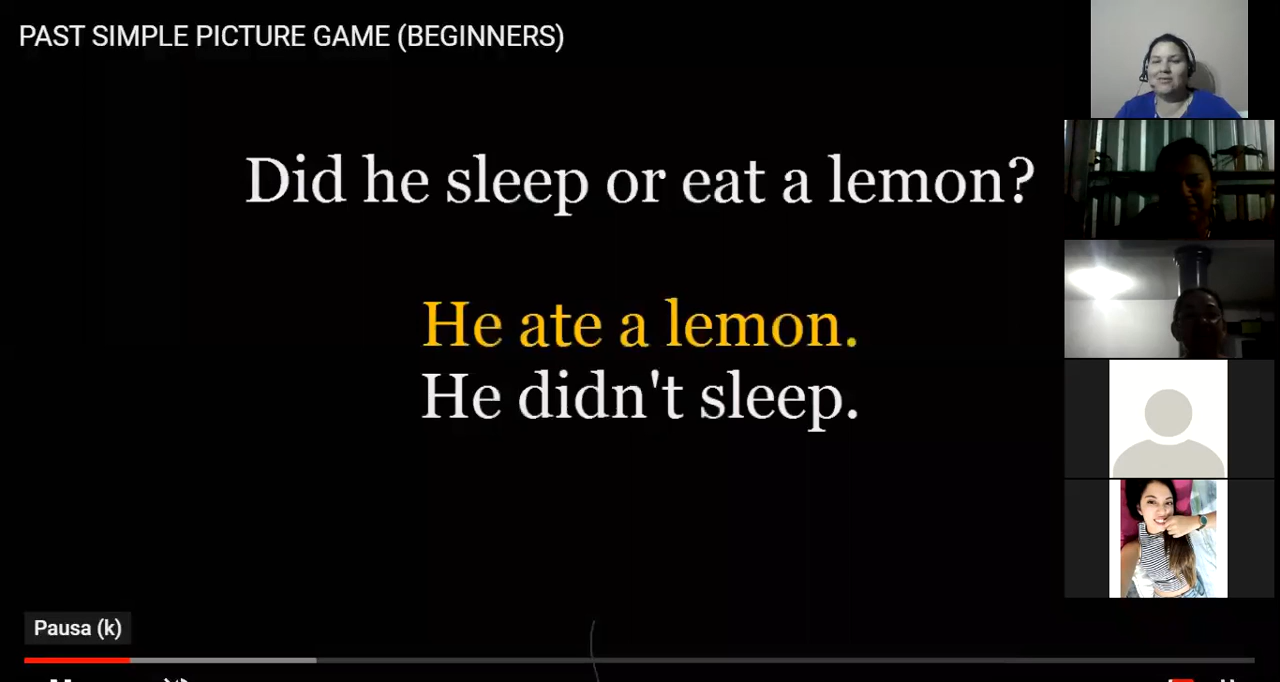 PAST SIMPLE PICTURE GAME (BEGINNERS)
Did he sleep or eat a lemon?
He ate a lemon.
He didn't sleep.
Pausa (k)